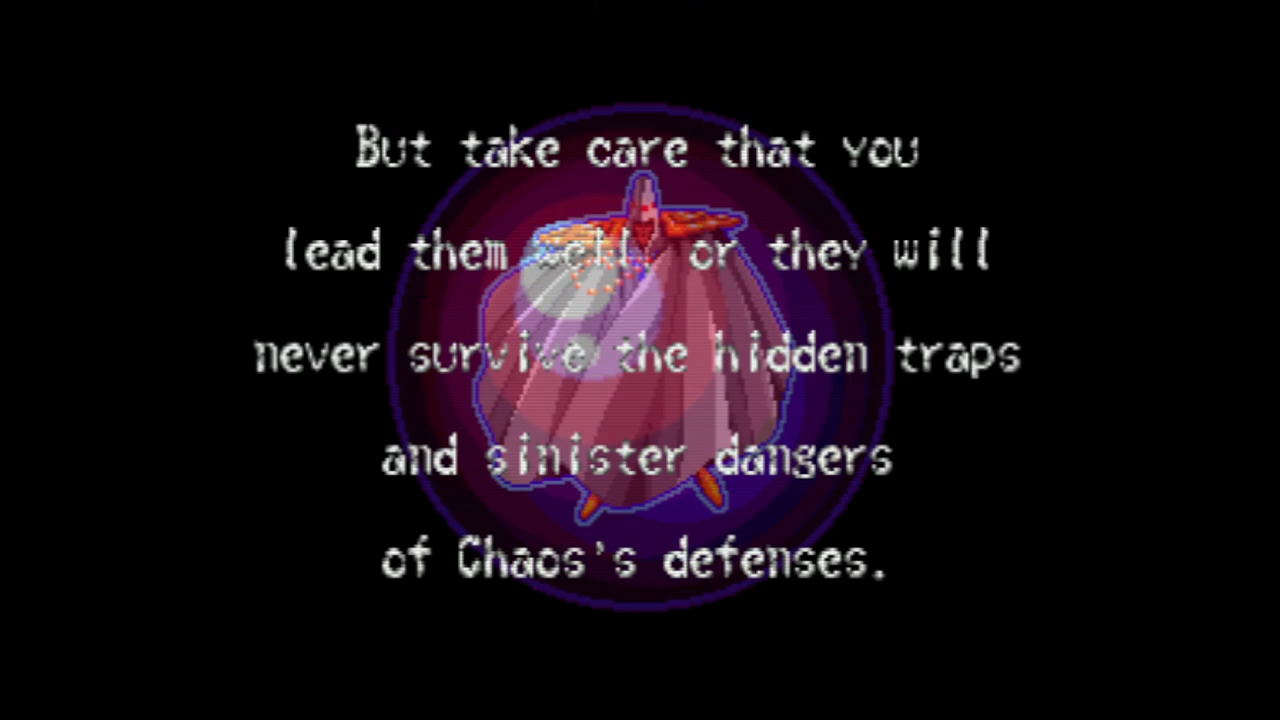 But take care that you
lead them well, or they will
never survive the hidden traps
and sinister dangers
of Chaos's defenses.